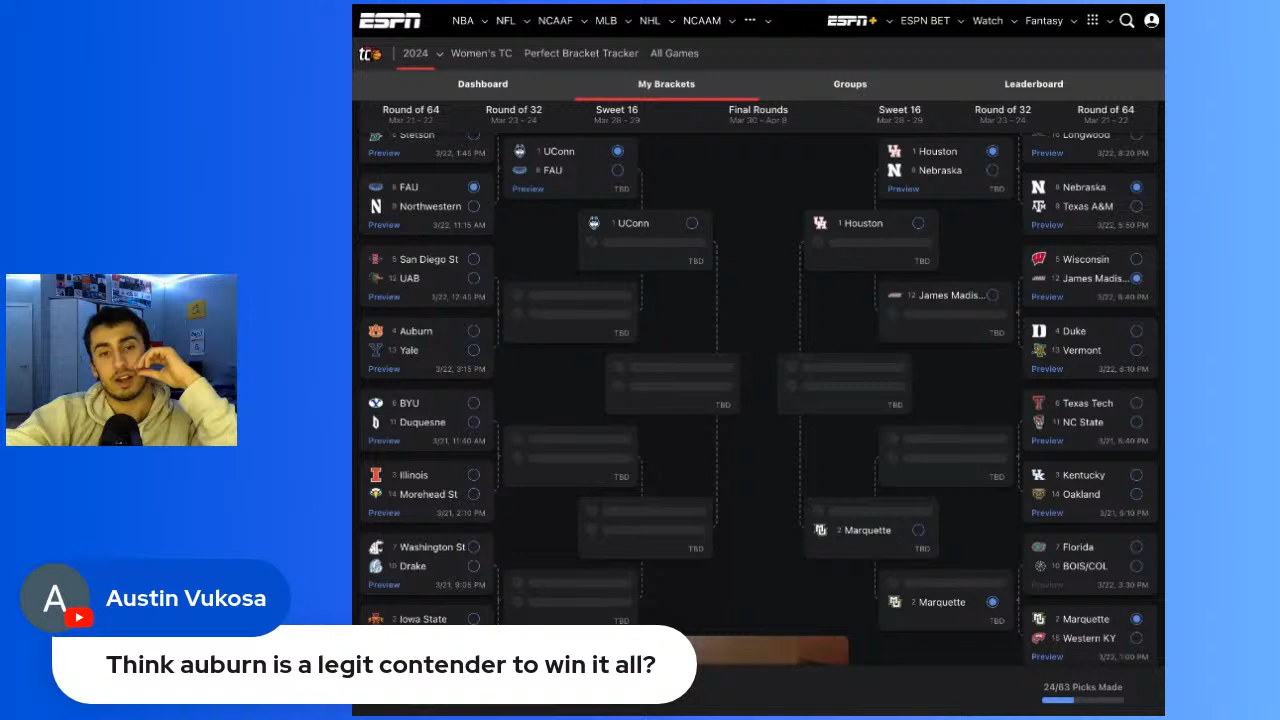 ESPN NBA NFL NCAAF MLB NHL NCAAM ESPN+ ESPN BET Watch Fantasy
tc 2024 Women's TC Perfect Bracket Tracker All Games
Dashboard My Brackets Groups Leaderboard
Round of 64 Round of 32 Sweet 16 Final Rounds Sweet 16 Round of 32 Round of 64
Mar 21 - 22 Mar 23 - 24 Mar 28 - 29 Mar 30 - Apr 8 Mar 28 - 29 Mar 23 - 24 Mar 21 - 22
Stetson
Preview 3/22, 1:45 PM
8 FAU
9 Northwestern
Preview 3/22, 11:15 AM
5 San Diego St
12 UAB
Preview 3/22, 12:40 PM
4 Auburn
13 Yale
Preview 3/22, 3:15 PM
6 BYU
11 Duquesne
Preview 3/21, 11:40 AM
3 Illinois
14 Morehead St
Preview 3/21, 2:10 PM
7 Washington St
10 Drake
Preview 3/21, 9:05 PM
2 Iowa State
1 UConn
8 FAU
Preview TBD
TBD
TBD
TBD
1 UConn
TBD
TBD
TBD
TBD
1 Houston
TBD
2 Marquette
TBD
1 Houston
8 Nebraska
Preview TBD
12 James Madis...
TBD
TBD
2 Marquette
TBD
16 Longwood
Preview 3/22, 8:20 PM
8 Nebraska
9 Texas A&M
Preview 3/22, 5:50 PM
5 Wisconsin
12 James Madis...
Preview 3/22, 8:40 PM
4 Duke
13 Vermont
Preview 3/22, 6:10 PM
6 Texas Tech
11 NC State
Preview 3/21, 8:40 PM
3 Kentucky
14 Oakland
Preview 3/21, 6:10 PM
7 Florida
10 BOIS/COL
Preview 3/22, 3:30 PM
2 Marquette
15 Western KY
Preview 3/22, 1:00 PM
24/63 Picks Made
A Austin Vukosa
Think auburn is a legit contender to win it all?